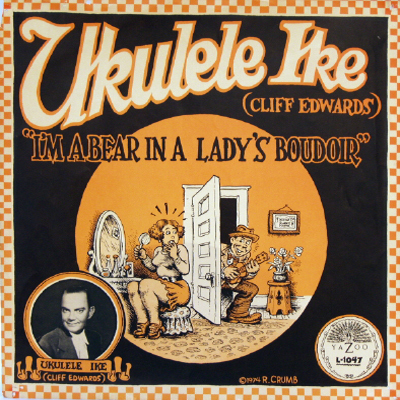 Ukulele Ike
(CLIFF EDWARDS)
"I'M A BEAR IN A LADY'S BOUDOIR"
UKULELE IKE
(CLIFF EDWARDS)
©1974 R. CRUMB
YAZOO
L-1047